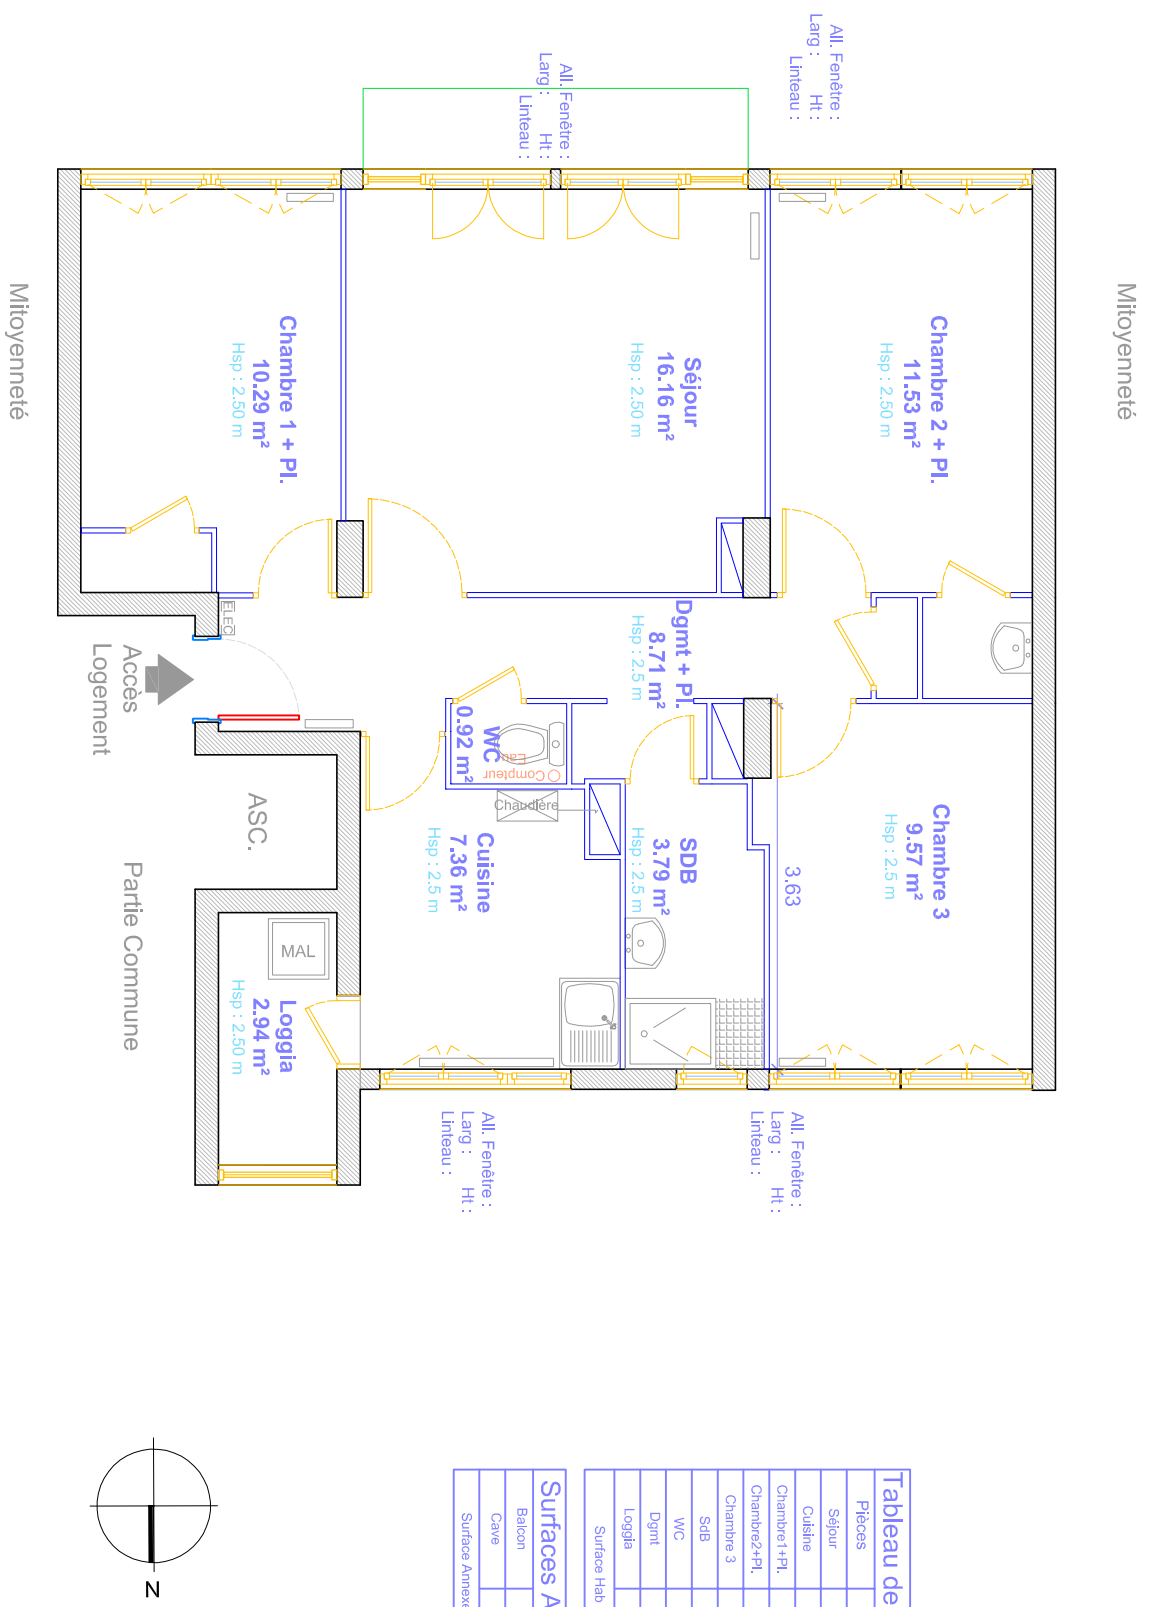 All. Fenêtre :
Larg : Ht :
Linteau :
All. Fenêtre :
Larg : Ht :
Linteau :
Mitoyenneté
Mitoyenneté
Chambre 1 + Pl.
10.29 m²
Hsp : 2.50 m
Séjour
16.16 m²
Hsp : 2.50 m
Chambre 2 + Pl.
11.53 m²
Hsp : 2.50 m
ELEC
Accès
Logement
Dgmt + Pl.
8.71 m²
Hsp : 2.5 m
WC
0.92 m²
Compteur
Eau
Chaudière
ASC.
Partie Commune
Cuisine
7.36 m²
Hsp : 2.5 m
SDB
3.79 m²
Hsp : 2.5 m
3.63
Chambre 3
9.57 m²
Hsp : 2.5 m
MAL
Loggia
2.94 m²
Hsp : 2.50 m
All. Fenêtre :
Larg : Ht :
Linteau :
All. Fenêtre :
Larg : Ht :
Linteau :
N
Tableau de
Pièces
Séjour
Cuisine
Chambre1+Pl.
Chambre2+Pl.
Chambre 3
SdB
WC
Dgmt
Loggia
Surface Hab
Surfaces A
Balcon
Cave
Surface Annexe